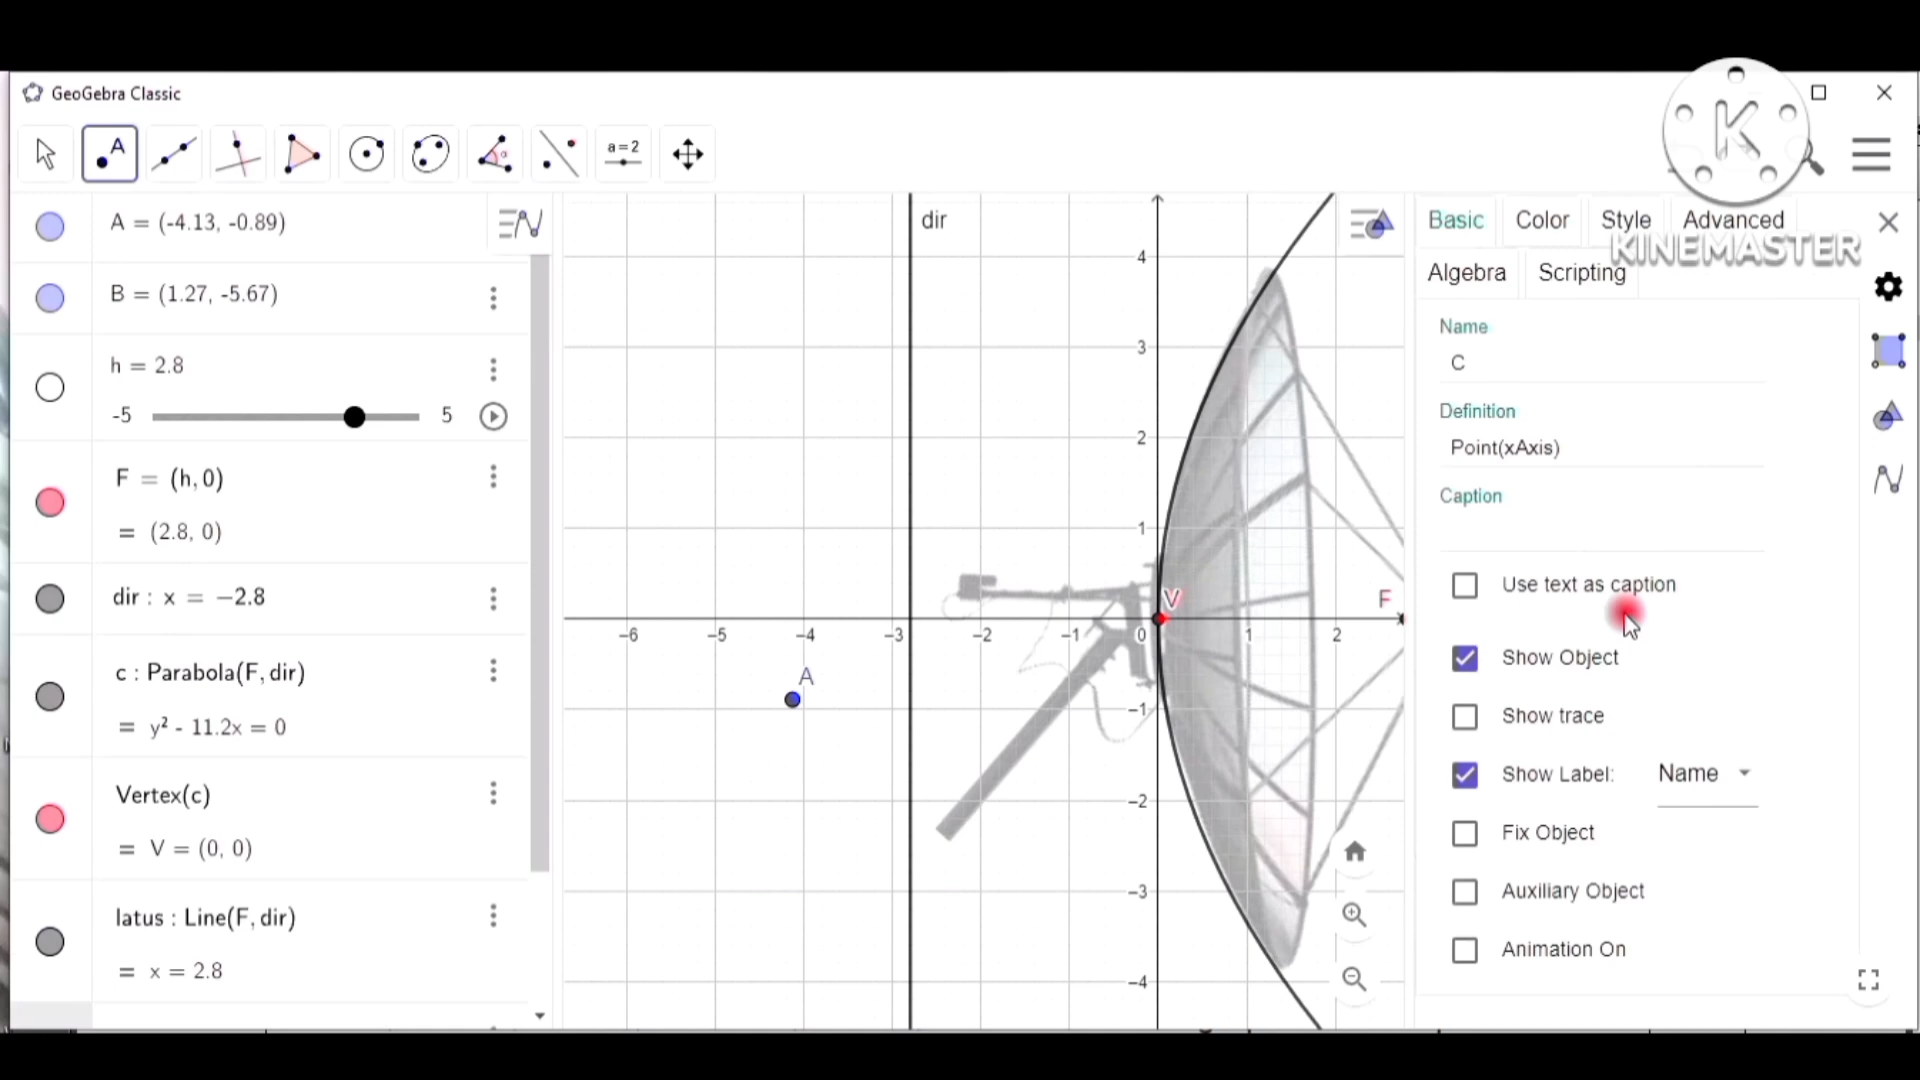 GeoGebra Classic
K
KINEMASTER
A
a = 2
A = (-4.13, -0.89)
B = (1.27, -5.67)
h = 2.8
-5
5
F = (h, 0)
= (2.8, 0)
dir : x = −2.8
c : Parabola(F, dir)
= y² - 11.2x = 0
Vertex(c)
= V = (0, 0)
latus : Line(F, dir)
= x = 2.8
dir
4
3
2
1
V
F
−6
−5
−4
−3
−2
−1
0
1
2
A
−1
−2
−3
−4
Basic
Color
Style
Advanced
Algebra
Scripting
Name
C
Definition
Point(xAxis)
Caption
Use text as caption
Show Object
Show trace
Show Label:
Name
Fix Object
Auxiliary Object
Animation On